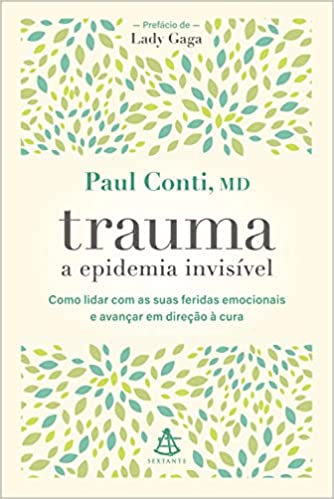 Prefácio de
Lady Gaga
Paul Conti, MD
trauma
a epidemia invisível
Como lidar com as suas feridas emocionais
e avançar em direção à cura
SEXTANTE